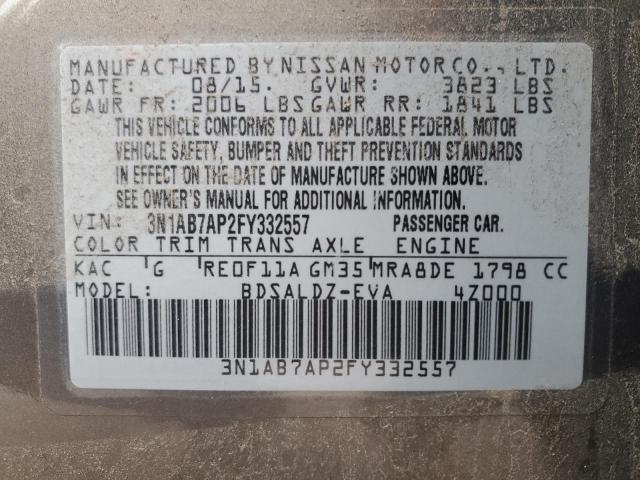 MANUFACTURED BY NISSAN MOTOR CO., LTD.
DATE: 08/15. GVWR: 3823 LBS
GAWR FR: 2006 LBS GAWR RR: 1841 LBS
THIS VEHICLE CONFORMS TO ALL APPLICABLE FEDERAL MOTOR
VEHICLE SAFETY, BUMPER AND THEFT PREVENTION STANDARDS
IN EFFECT ON THE DATE OF MANUFACTURE SHOWN ABOVE.
SEE OWNER'S MANUAL FOR ADDITIONAL INFORMATION.
VIN: 3N1AB7AP2FY332557 PASSENGER CAR.
COLOR TRIM TRANS AXLE ENGINE
KAC G RE0F11A GM35 MRA8DE 1798 CC
MODEL: BDSALDZ-EVA 4Z000
3N1AB7AP2FY332557